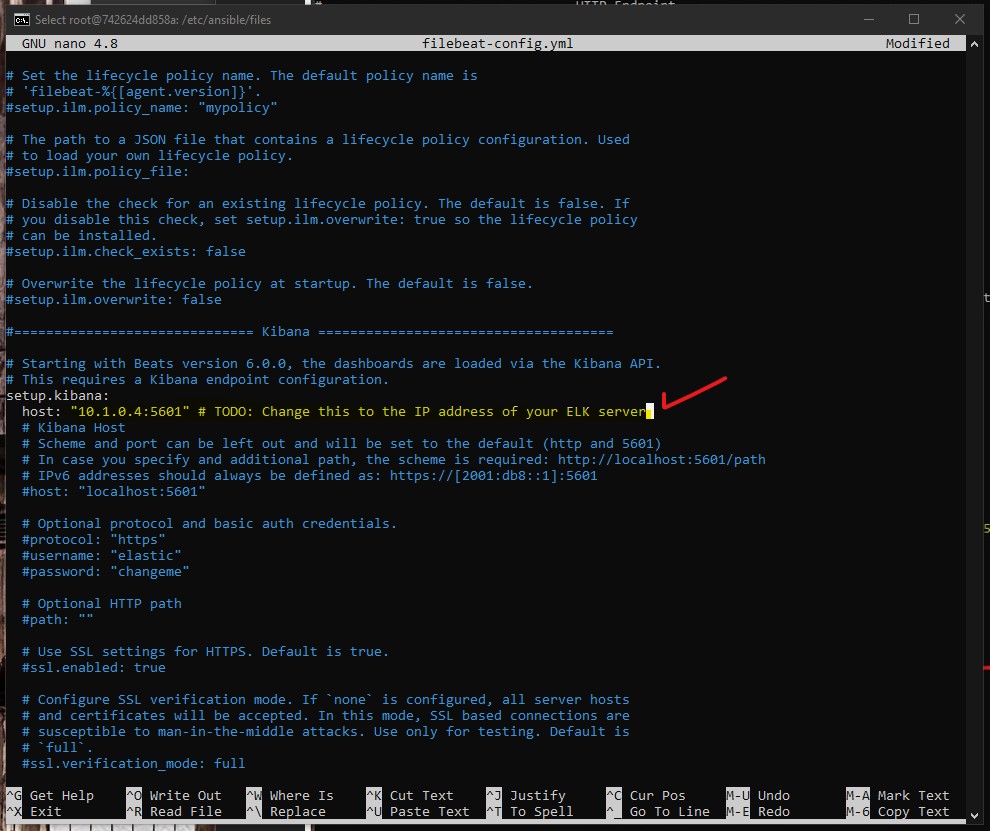 HTTP Endpoint
Select root@742624dd858a: /etc/ansible/files
GNU nano 4.8 filebeat-config.yml Modified
# Set the lifecycle policy name. The default policy name is
# 'filebeat-%{[agent.version]}'.
#setup.ilm.policy_name: "mypolicy"
# The path to a JSON file that contains a lifecycle policy configuration. Used
# to load your own lifecycle policy.
#setup.ilm.policy_file:
# Disable the check for an existing lifecycle policy. The default is false. If
# you disable this check, set setup.ilm.overwrite: true so the lifecycle policy
# can be installed.
#setup.ilm.check_exists: false
# Overwrite the lifecycle policy at startup. The default is false.
#setup.ilm.overwrite: false
#============================== Kibana =====================================
# Starting with Beats version 6.0.0, the dashboards are loaded via the Kibana API.
# This requires a Kibana endpoint configuration.
setup.kibana:
host: "10.1.0.4:5601" # TODO: Change this to the IP address of your ELK server
# Kibana Host
# Scheme and port can be left out and will be set to the default (http and 5601)
# In case you specify and additional path, the scheme is required: http://localhost:5601/path
# IPv6 addresses should always be defined as: https://[2001:db8::1]:5601
#host: "localhost:5601"
# Optional protocol and basic auth credentials.
#protocol: "https"
#username: "elastic"
#password: "changeme"
# Optional HTTP path
#path: ""
# Use SSL settings for HTTPS. Default is true.
#ssl.enabled: true
# Configure SSL verification mode. If `none` is configured, all server hosts
# and certificates will be accepted. In this mode, SSL based connections are
# susceptible to man-in-the-middle attacks. Use only for testing. Default is
# `full`.
#ssl.verification_mode: full
^G Get Help ^O Write Out ^W Where Is ^K Cut Text ^J Justify ^C Cur Pos M-U Undo M-A Mark Text
^X Exit ^R Read File ^\ Replace ^U Paste Text ^T To Spell ^_ Go To Line M-E Redo M-6 Copy Text